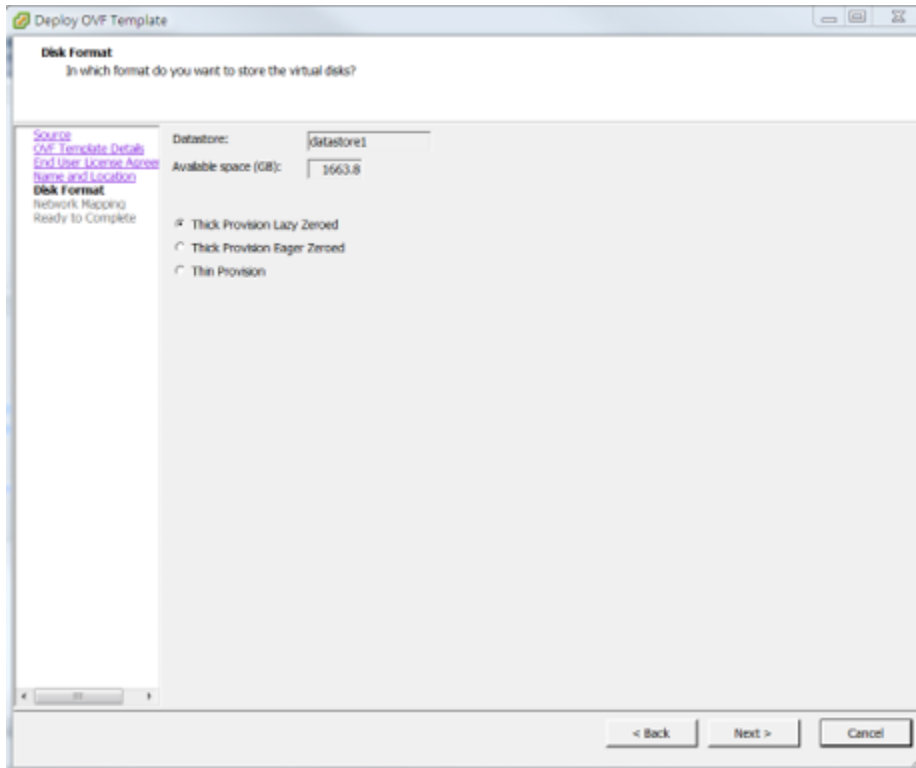 Deploy OVF Template
Disk Format
In which format do you want to store the virtual disks?
Source
OVF Template Details
End User License Agreer
Name and Location
Disk Format
Network Mapping
Ready to Complete
Datastore: datastore1
Available space (GB): 1663.8
Thick Provision Lazy Zeroed
Thick Provision Eager Zeroed
Thin Provision
< Back Next > Cancel